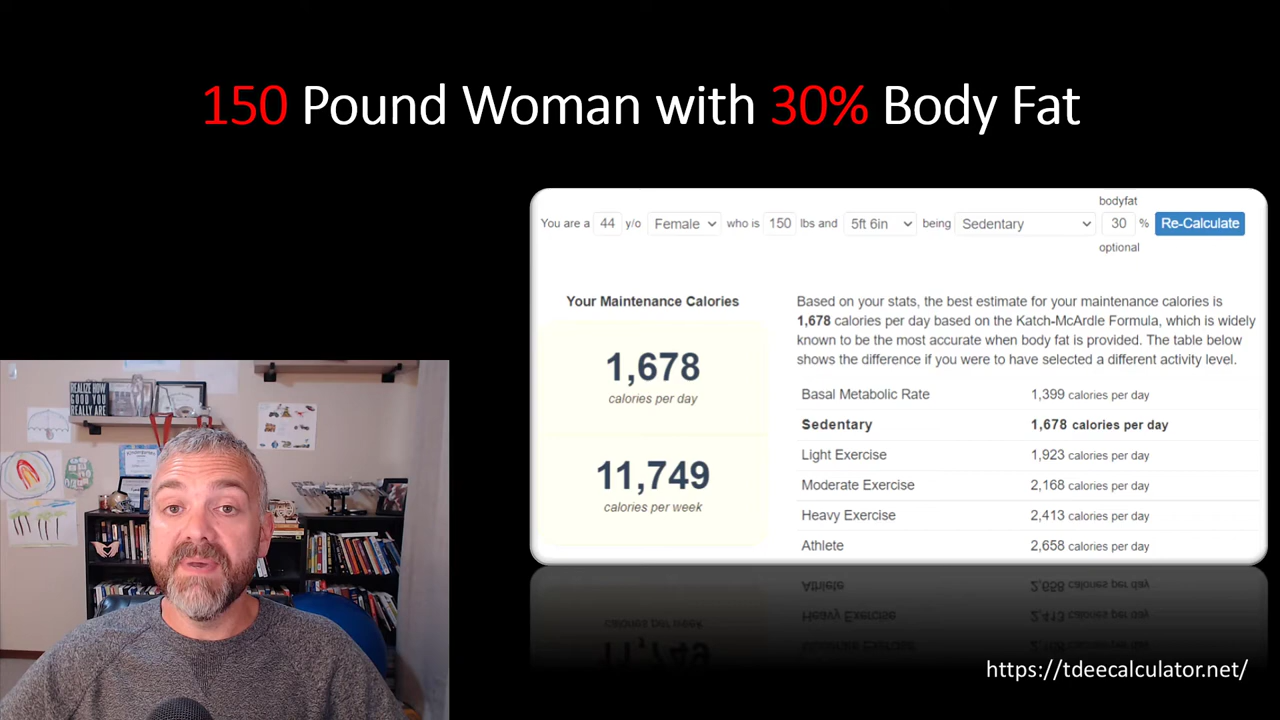 150 Pound Woman with 30% Body Fat
bodyfat
You are a 44 y/o Female who is 150 lbs and 5ft 6in being Sedentary 30 % Re-Calculate
optional
Your Maintenance Calories
1,678
calories per day
11,749
calories per week
Based on your stats, the best estimate for your maintenance calories is
1,678 calories per day based on the Katch-McArdle Formula, which is widely
known to be the most accurate when body fat is provided. The table below
shows the difference if you were to have selected a different activity level.
Basal Metabolic Rate 1,399 calories per day
Sedentary 1,678 calories per day
Light Exercise 1,923 calories per day
Moderate Exercise 2,168 calories per day
Heavy Exercise 2,413 calories per day
Athlete 2,658 calories per day
REALIZE HOW
GOOD YOU
REALLY ARE
https://tdeecalculator.net/